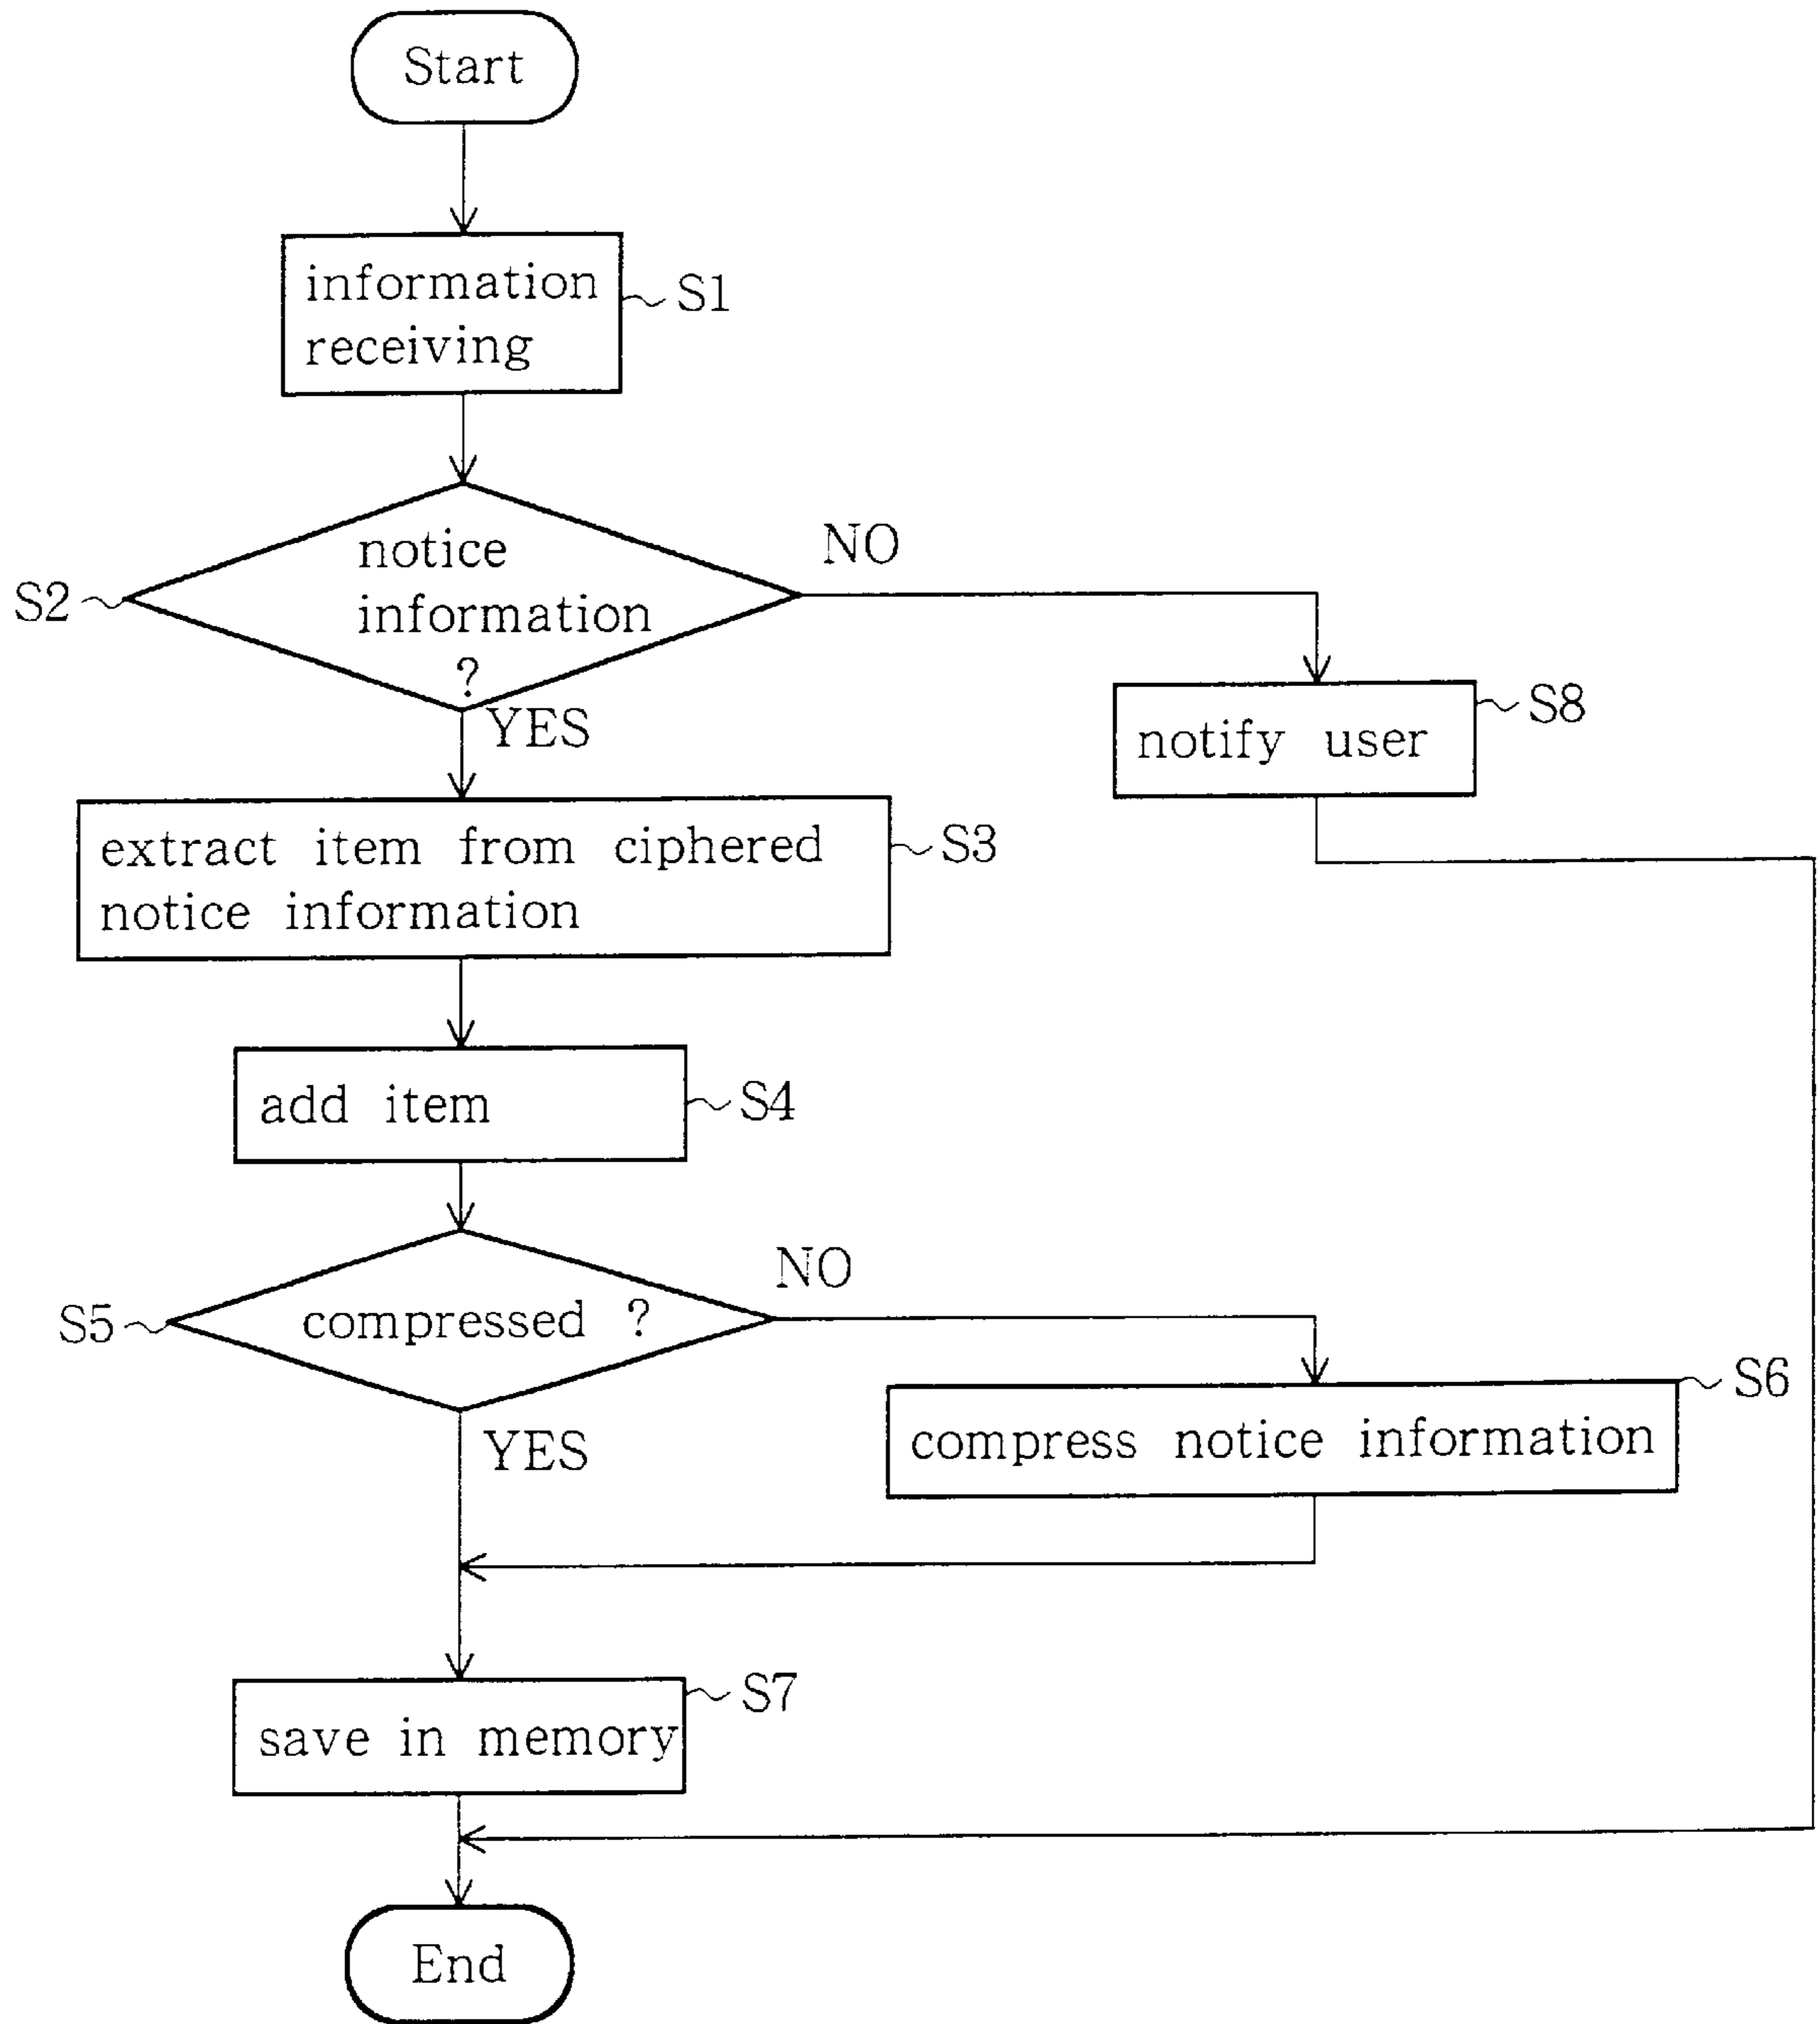 Start
information
receiving
S1
notice
information
?
S2
NO
YES
notify user
S8
extract item from ciphered
notice information
S3
add item
S4
compressed ?
S5
NO
YES
compress notice information
S6
save in memory
S7
End